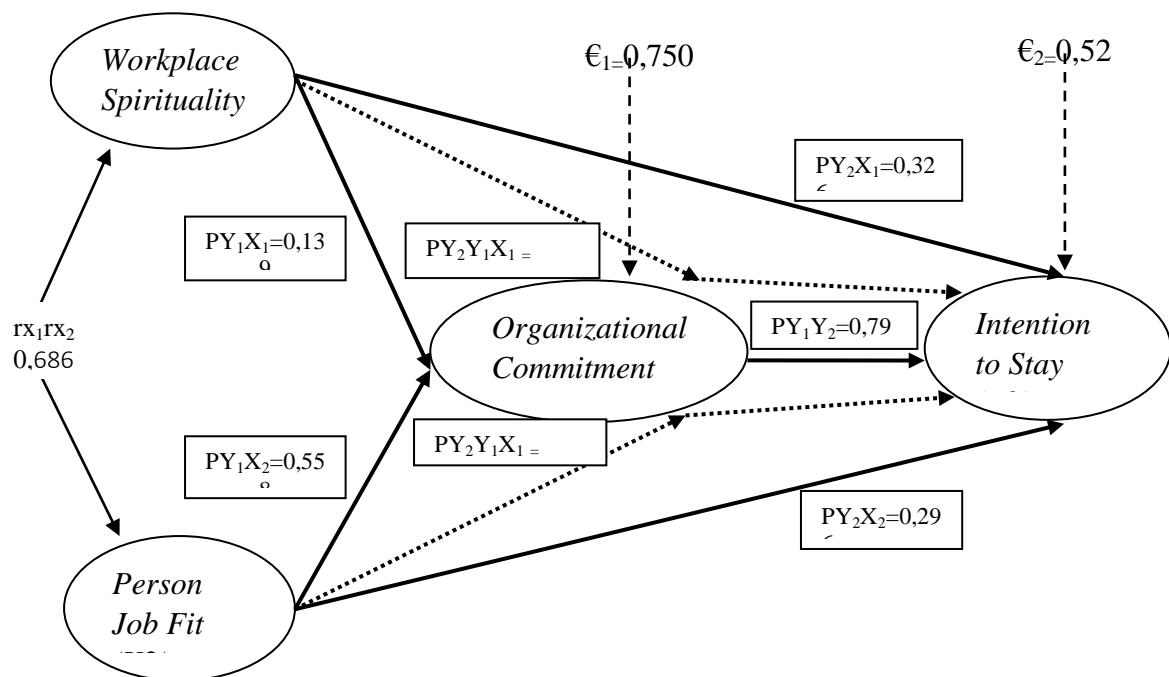 Workplace
Spirituality
€₁₌0,750
€₂₌0,52
PY₂X₁=0,32
PY₁X₁=0,13
PY₂Y₁X₁ =
rx₁rx₂
0,686
Organizational
Commitment
PY₁Y₂=0,79
Intention
to Stay
PY₂Y₁X₁ =
PY₁X₂=0,55
PY₂X₂=0,29
Person
Job Fit